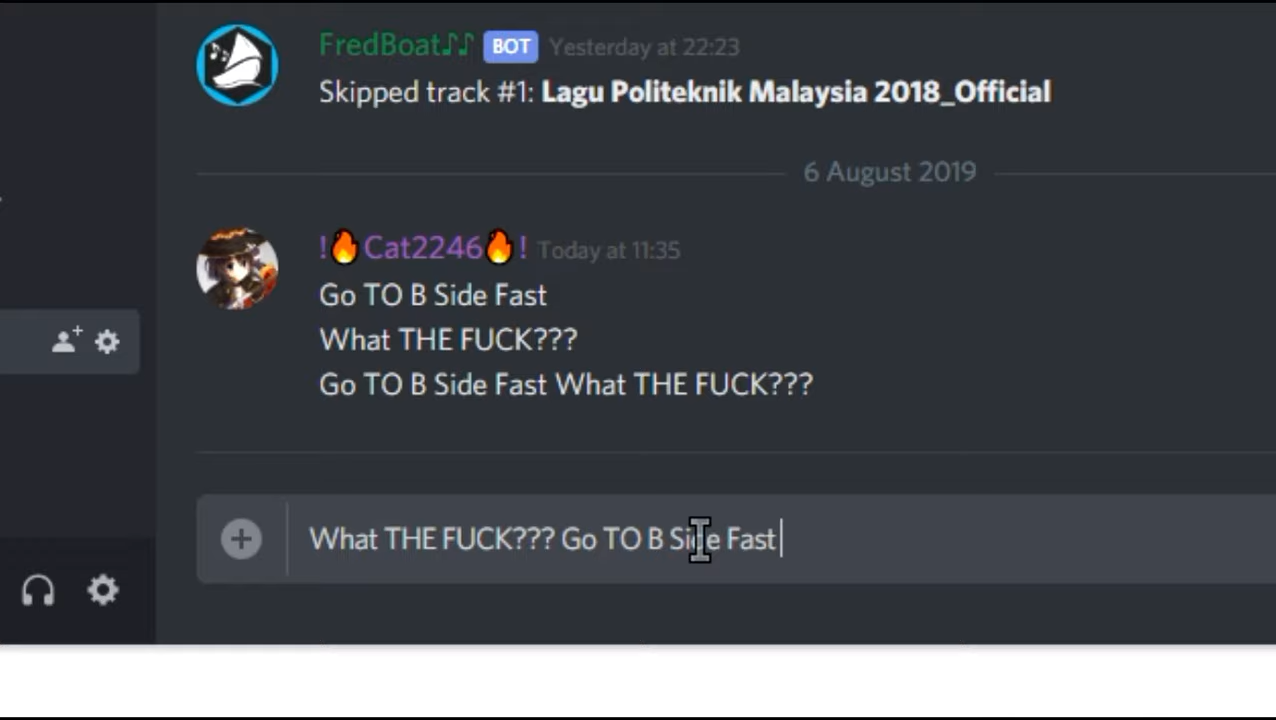 FredBoat♪♪ BOT Yesterday at 22:23
Skipped track #1: Lagu Politeknik Malaysia 2018_Official
6 August 2019
!🔥Cat2246🔥! Today at 11:35
Go TO B Side Fast
What THE FUCK???
Go TO B Side Fast What THE FUCK???
What THE FUCK??? Go TO B Side Fast